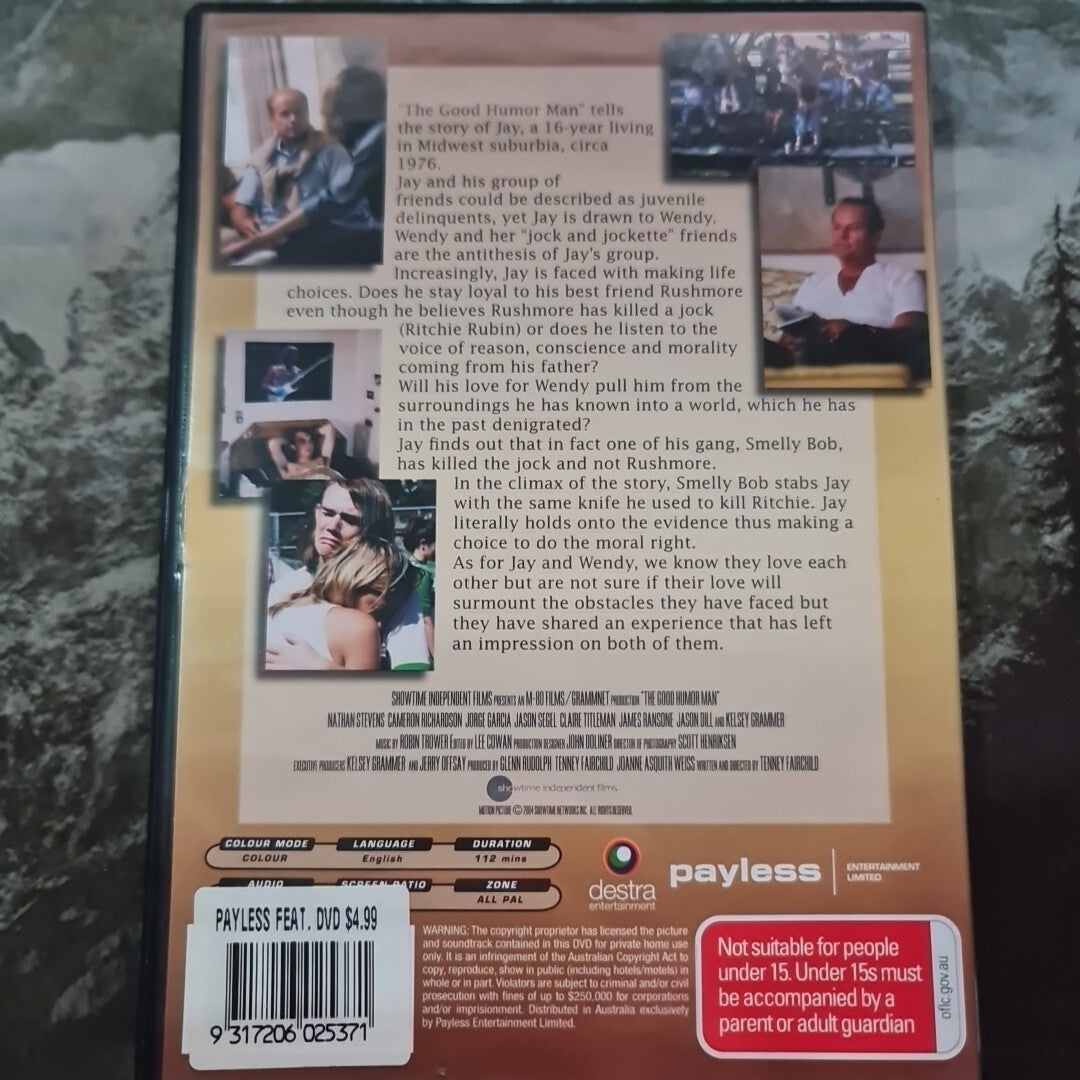 "The Good Humor Man" tells
the story of Jay, a 16-year living
in Midwest suburbia, circa
1976.
Jay and his group of
friends could be described as juvenile
delinquents, yet Jay is drawn to Wendy.
Wendy and her "jock and jockette" friends
are the antithesis of Jay's group.
Increasingly, Jay is faced with making life
choices. Does he stay loyal to his best friend Rushmore
even though he believes Rushmore has killed a jock
(Ritchie Rubin) or does he listen to the
voice of reason, conscience and morality
coming from his father?
Will his love for Wendy pull him from the
surroundings he has known into a world, which he has
in the past denigrated?
Jay finds out that in fact one of his gang, Smelly Bob,
has killed the jock and not Rushmore.
In the climax of the story, Smelly Bob stabs Jay
with the same knife he used to kill Ritchie. Jay
literally holds onto the evidence thus making a
choice to do the moral right.
As for Jay and Wendy, we know they love each
other but are not sure if their love will
surmount the obstacles they have faced but
they have shared an experience that has left
an impression on both of them.
SHOWTIME INDEPENDENT FILMS PRESENTS AN M-80 FILMS/GRAMMNET PRODUCTION "THE GOOD HUMOR MAN"
NATHAN STEVENS CAMERON RICHARDSON JORGE GARCIA JASON SEGEL CLAIRE TITLEMAN JAMES RANSONE JASON DILL AND KELSEY GRAMMER
MUSIC BY ROBIN TROWER EDITED BY LEE COWAN PRODUCTION DESIGNER JOHN DOLINER DIRECTOR OF PHOTOGRAPHY SCOTT HENRIKSEN
EXECUTIVE PRODUCERS KELSEY GRAMMER AND JERRY OFFSAY PRODUCED BY GLENN RUDOLPH TENNEY FAIRCHILD JOANNE ASQUITH WEISS WRITTEN AND DIRECTED BY TENNEY FAIRCHILD
showtime independent films
MOTION PICTURE © 2004 SHOWTIME NETWORKS INC. ALL RIGHTS RESERVED.
COLOUR MODE LANGUAGE DURATION
COLOUR English 112 mins
AUDIO SCREEN RATIO ZONE
ALL PAL
destra
entertainment
payless
ENTERTAINMENT
LIMITED
PAYLESS FEAT. DVD $4.99
9 317206 025371
WARNING: The copyright proprietor has licensed the picture
and soundtrack contained in this DVD for private home use
only. It is an infringement of the Australian Copyright Act to
copy, reproduce, show in public (including hotels/motels) in
whole or in part. Violators are subject to criminal and/or civil
prosecution with fines of up to $250,000 for corporations
and/or imprisionment. Distributed in Australia exclusively
by Payless Entertainment Limited.
Not suitable for people
under 15. Under 15s must
be accompanied by a
parent or adult guardian
oflc.gov.au